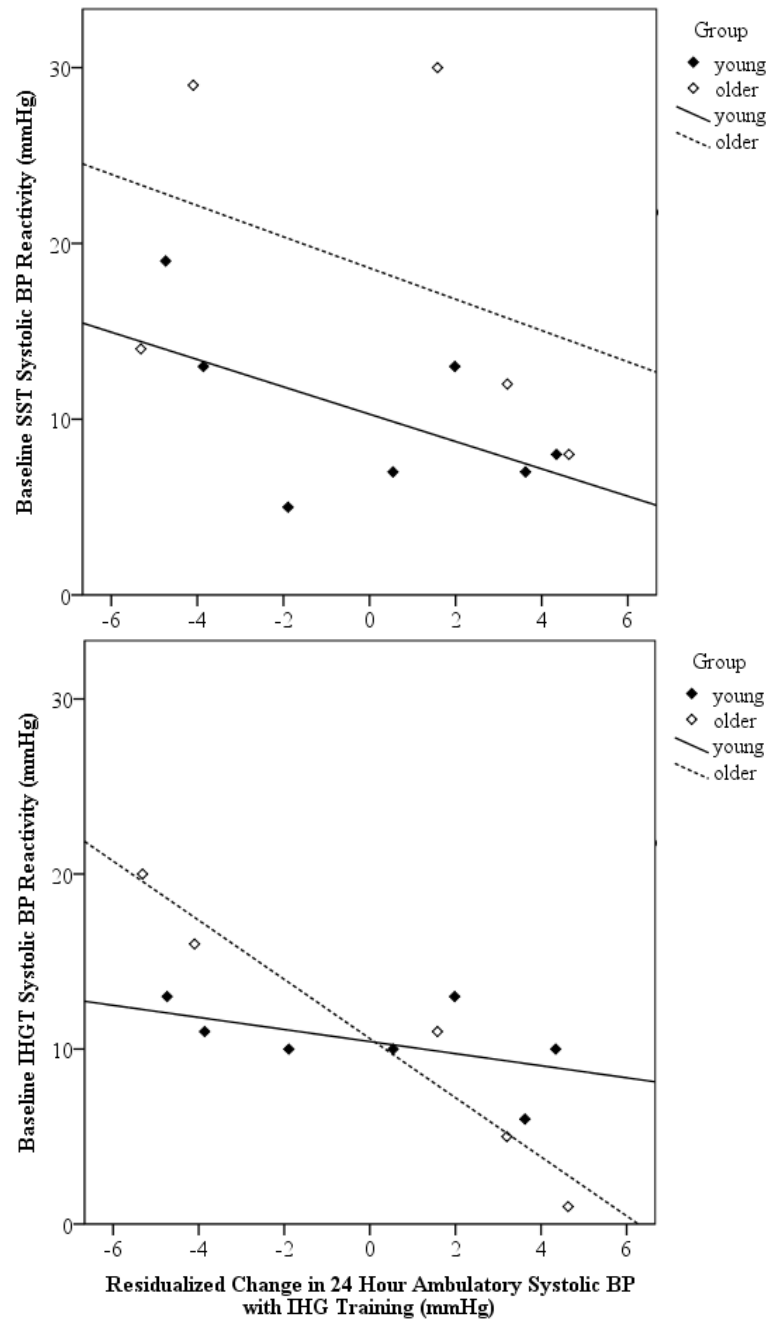 Group
young
older
young
older
Baseline SST Systolic BP Reactivity (mmHg)
30
20
10
0
-6 -4 -2 0 2 4 6
Group
young
older
young
older
Baseline IHGT Systolic BP Reactivity (mmHg)
30
20
10
0
-6 -4 -2 0 2 4 6
Residualized Change in 24 Hour Ambulatory Systolic BP
with IHG Training (mmHg)